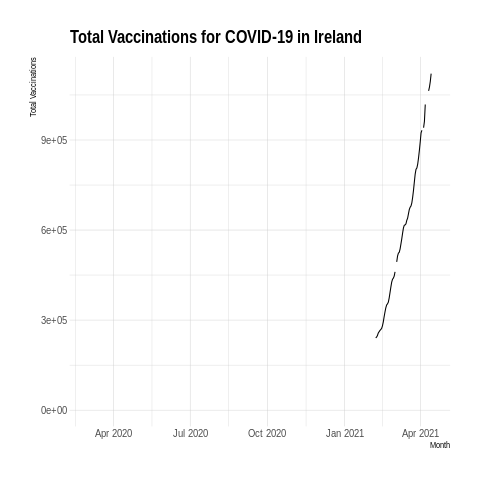 Total Vaccinations for COVID-19 in Ireland
Total Vaccinations
9e+05
6e+05
3e+05
0e+00
Apr 2020 Jul 2020 Oct 2020 Jan 2021 Apr 2021
Month